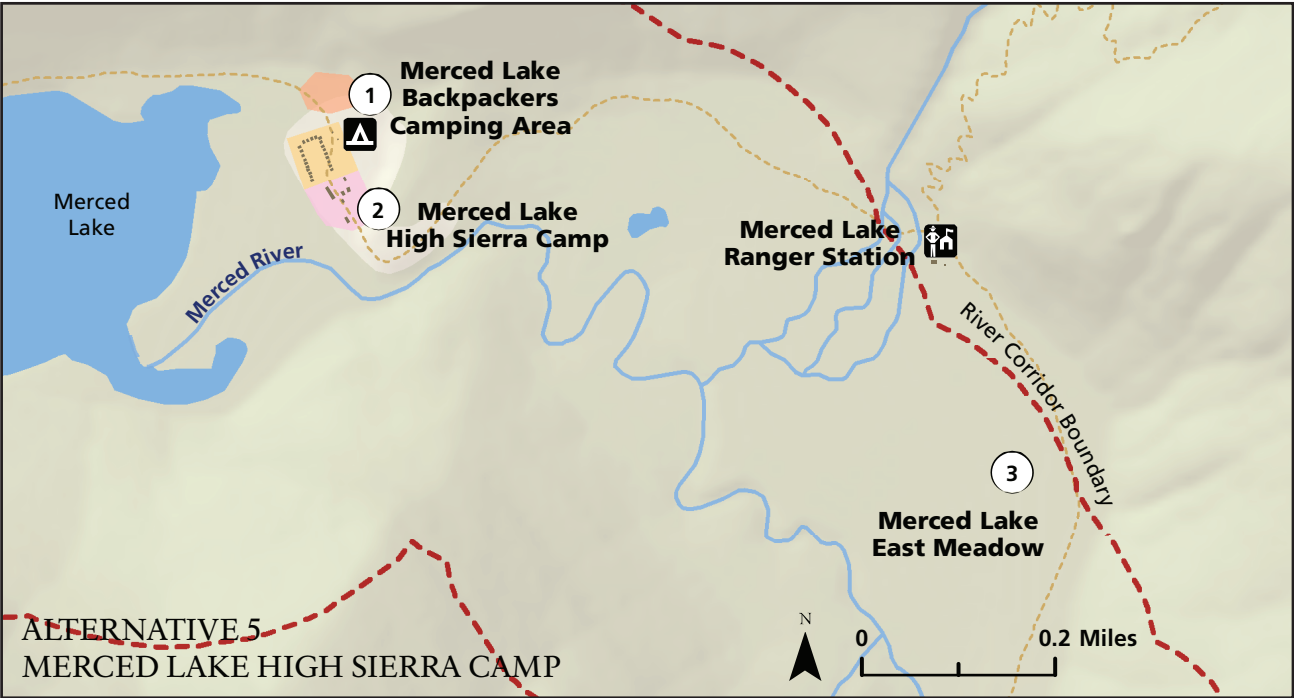 1
Merced Lake
Backpackers
Camping Area
2
Merced Lake
High Sierra Camp
Merced
Lake
Merced River
Merced Lake
Ranger Station
River Corridor Boundary
3
Merced Lake
East Meadow
N
0
0.2 Miles
ALTERNATIVE 5
MERCED LAKE HIGH SIERRA CAMP